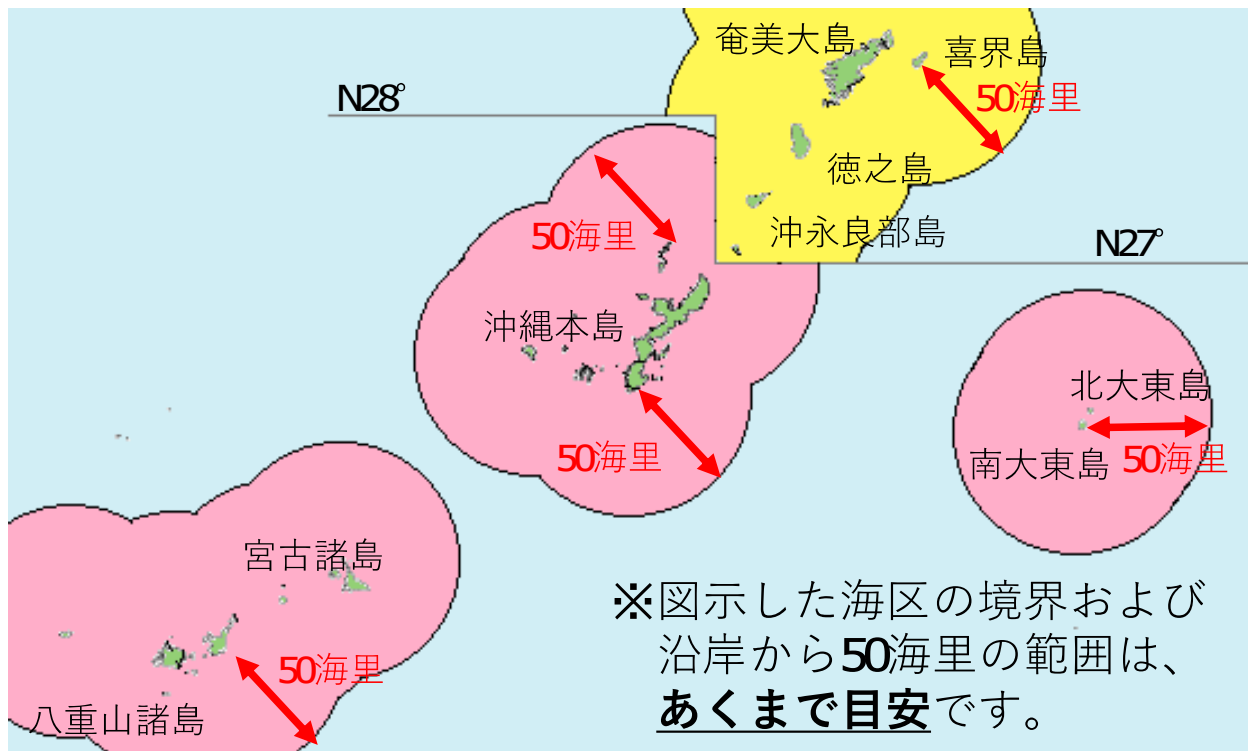 奄美大島
喜界島
50海里
N28°
徳之島
50海里
沖永良部島
N27°
沖縄本島
北大東島
50海里
南大東島
50海里
宮古諸島
50海里
八重山諸島
※図示した海区の境界および
沿岸から50海里の範囲は、
あくまで目安です。